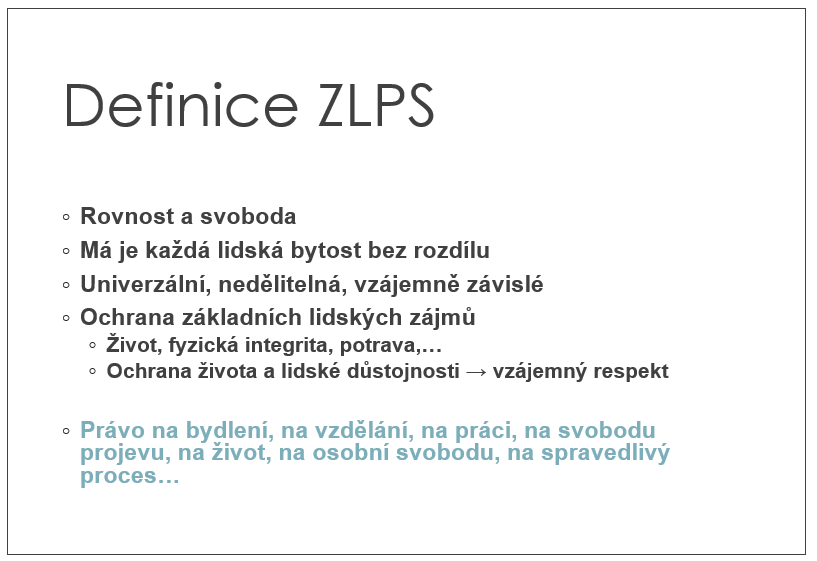 Definice ZLPS
◦ Rovnost a svoboda
◦ Má je každá lidská bytost bez rozdílu
◦ Univerzální, nedělitelná, vzájemně závislé
◦ Ochrana základních lidských zájmů
◦ Život, fyzická integrita, potrava,…
◦ Ochrana života a lidské důstojnosti → vzájemný respekt
◦ Právo na bydlení, na vzdělání, na práci, na svobodu
projevu, na život, na osobní svobodu, na spravedlivý
proces…